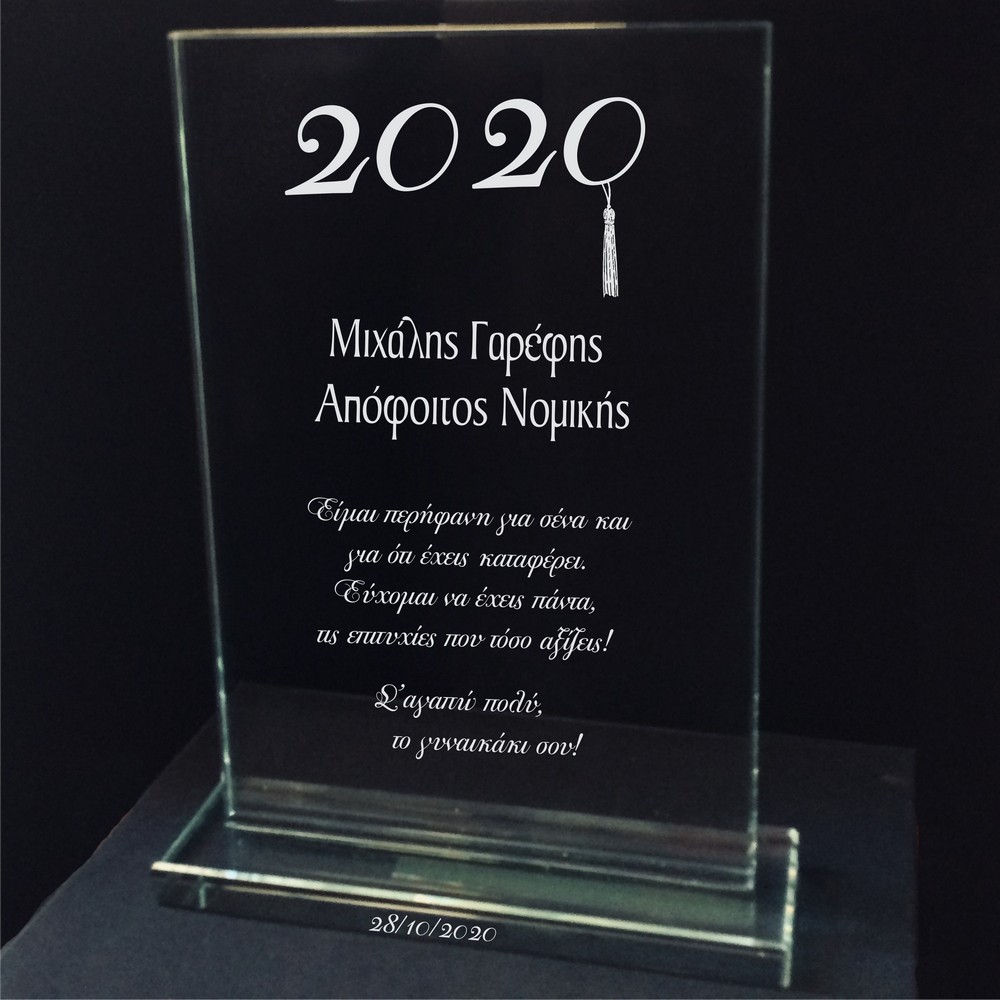 2020
Μιχάλης Γαρέφης
Απόφοιτος Νομικής
Είμαι περήφανη για σένα και
για ότι έχεις καταφέρει.
Εύχομαι να έχεις πάντα,
τις επιτυχίες που τόσο αξίζεις!
Σ'αγαπώ πολύ,
το γυναικάκι σου!
28/10/2020